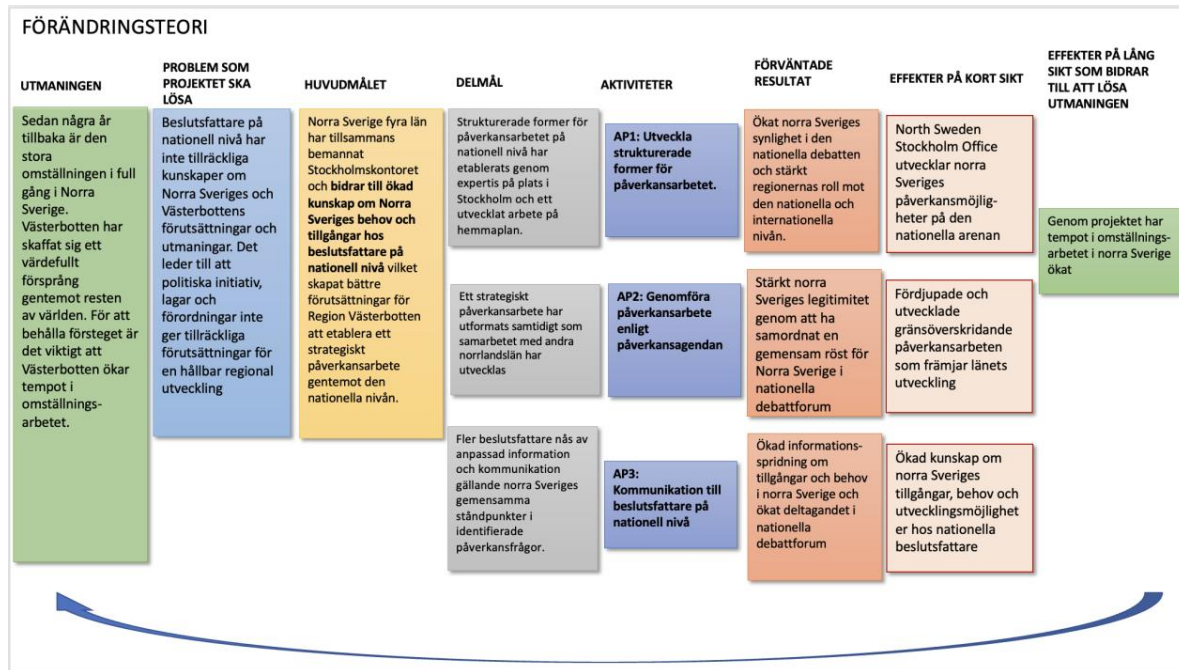 FÖRÄNDRINGSTEORI
UTMANINGEN
Sedan några år
tillbaka är den
stora
omställningen i full
gång i Norra
Sverige.
Västerbotten har
skaffat sig ett
värdefullt
försprång
gentemot resten
av världen. För att
behålla försteget är
det viktigt att
Västerbotten ökar
tempot i
omställnings-
arbetet.
PROBLEM SOM
PROJEKTET SKA
LÖSA
Beslutsfattare på
nationell nivå har
inte tillräckliga
kunskaper om
Norra Sveriges och
Västerbottens
förutsättningar och
utmaningar. Det
leder till att
politiska initiativ,
lagar och
förordningar inte
ger tillräckliga
förutsättningar för
en hållbar regional
utveckling
HUVUDMÅLET
Norra Sverige fyra län
har tillsammans
bemannat
Stockholmskontoret
och bidrar till ökad
kunskap om Norra
Sveriges behov och
tillgångar hos
beslutsfattare på
nationell nivå vilket
skapat bättre
förutsättningar för
Region Västerbotten
att etablera ett
strategiskt
påverkansarbete
gentemot den
nationella nivån.
DELMÅL
Strukturerade former för
påverkansarbetet på
nationell nivå har
etablerats genom
expertis på plats i
Stockholm och ett
utvecklat arbete på
hemmaplan.
Ett strategiskt
påverkansarbete har
utformats samtidigt som
samarbetet med andra
norrlandslän har
utvecklas
Fler beslutsfattare nås av
anpassad information
och kommunikation
gällande norra Sveriges
gemensamma
ståndpunkter i
identifierade
påverkansfrågor.
AKTIVITETER
AP1: Utveckla
strukturerade
former för
påverkansarbetet.
AP2: Genomföra
påverkansarbete
enligt
påverkansagendan
AP3:
Kommunikation till
beslutsfattare på
nationell nivå
FÖRVÄNTADE
RESULTAT
Ökat norra Sveriges
synlighet i den
nationella debatten
och stärkt
regionernas roll mot
den nationella och
internationella
nivån.
Stärkt norra
Sveriges legitimitet
genom att ha
samordnat en
gemensam röst för
Norra Sverige i
nationella
debattforum
Ökad informations-
spridning om
tillgångar och behov
i norra Sverige och
ökat deltagandet i
nationella
debattforum
EFFEKTER PÅ KORT SIKT
North Sweden
Stockholm Office
utvecklar norra
Sveriges
påverkansmöjlig-
heter på den
nationella arenan
Fördjupade och
utvecklade
gränsöverskridande
påverkansarbeten
som främjar länets
utveckling
Ökad kunskap om
norra Sveriges
tillgångar, behov och
utvecklingsmöjlighet
er hos nationella
beslutsfattare
EFFEKTER PÅ LÅNG
SIKT SOM BIDRAR
TILL ATT LÖSA
UTMANINGEN
Genom projektet har
tempot i omställnings-
arbetet i norra Sverige
ökat